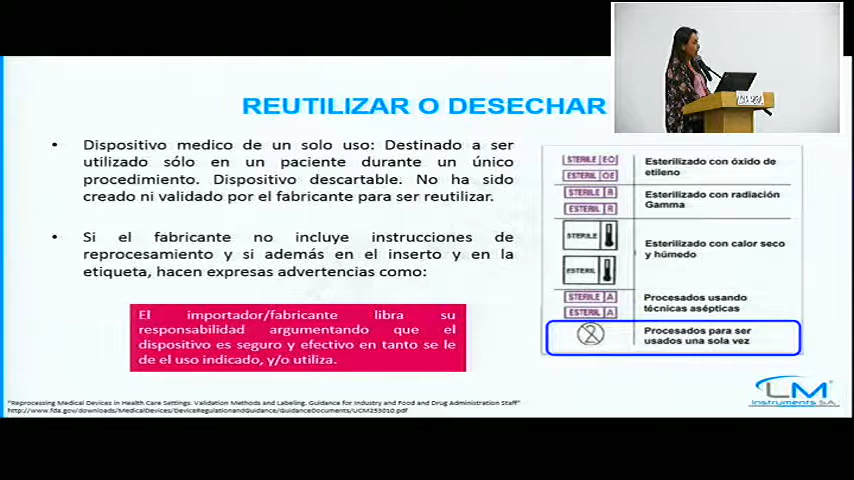 REUTILIZAR O DESECHAR
• Dispositivo medico de un solo uso: Destinado a ser
utilizado sólo en un paciente durante un único
procedimiento. Dispositivo descartable. No ha sido
creado ni validado por el fabricante para ser reutilizar.
• Si el fabricante no incluye instrucciones de
reprocesamiento y si además en el inserto y en la
etiqueta, hacen expresas advertencias como:
El importador/fabricante libra su
responsabilidad argumentando que el
dispositivo es seguro y efectivo en tanto se le
de el uso indicado, y/o utiliza.
STERILE EO
ESTERIL OE
Esterilizado con óxido de
etileno
STERILE R
ESTERIL R
Esterilizado con radiación
Gamma
STERILE
ESTERIL
Esterilizado con calor seco
y húmedo
STERILE A
ESTERIL A
Procesados usando
técnicas asépticas
2
Procesados para ser
usados una sola vez
"Reprocessing Medical Devices in Health Care Settings. Validation Methods and Labeling. Guidance for Industry and Food and Drug Administration Staff"
http://www.fda.gov/downloads/MedicalDevices/DeviceRegulationandGuidance/GuidanceDocuments/UCM253010.pdf
LM
Instruments S.A.